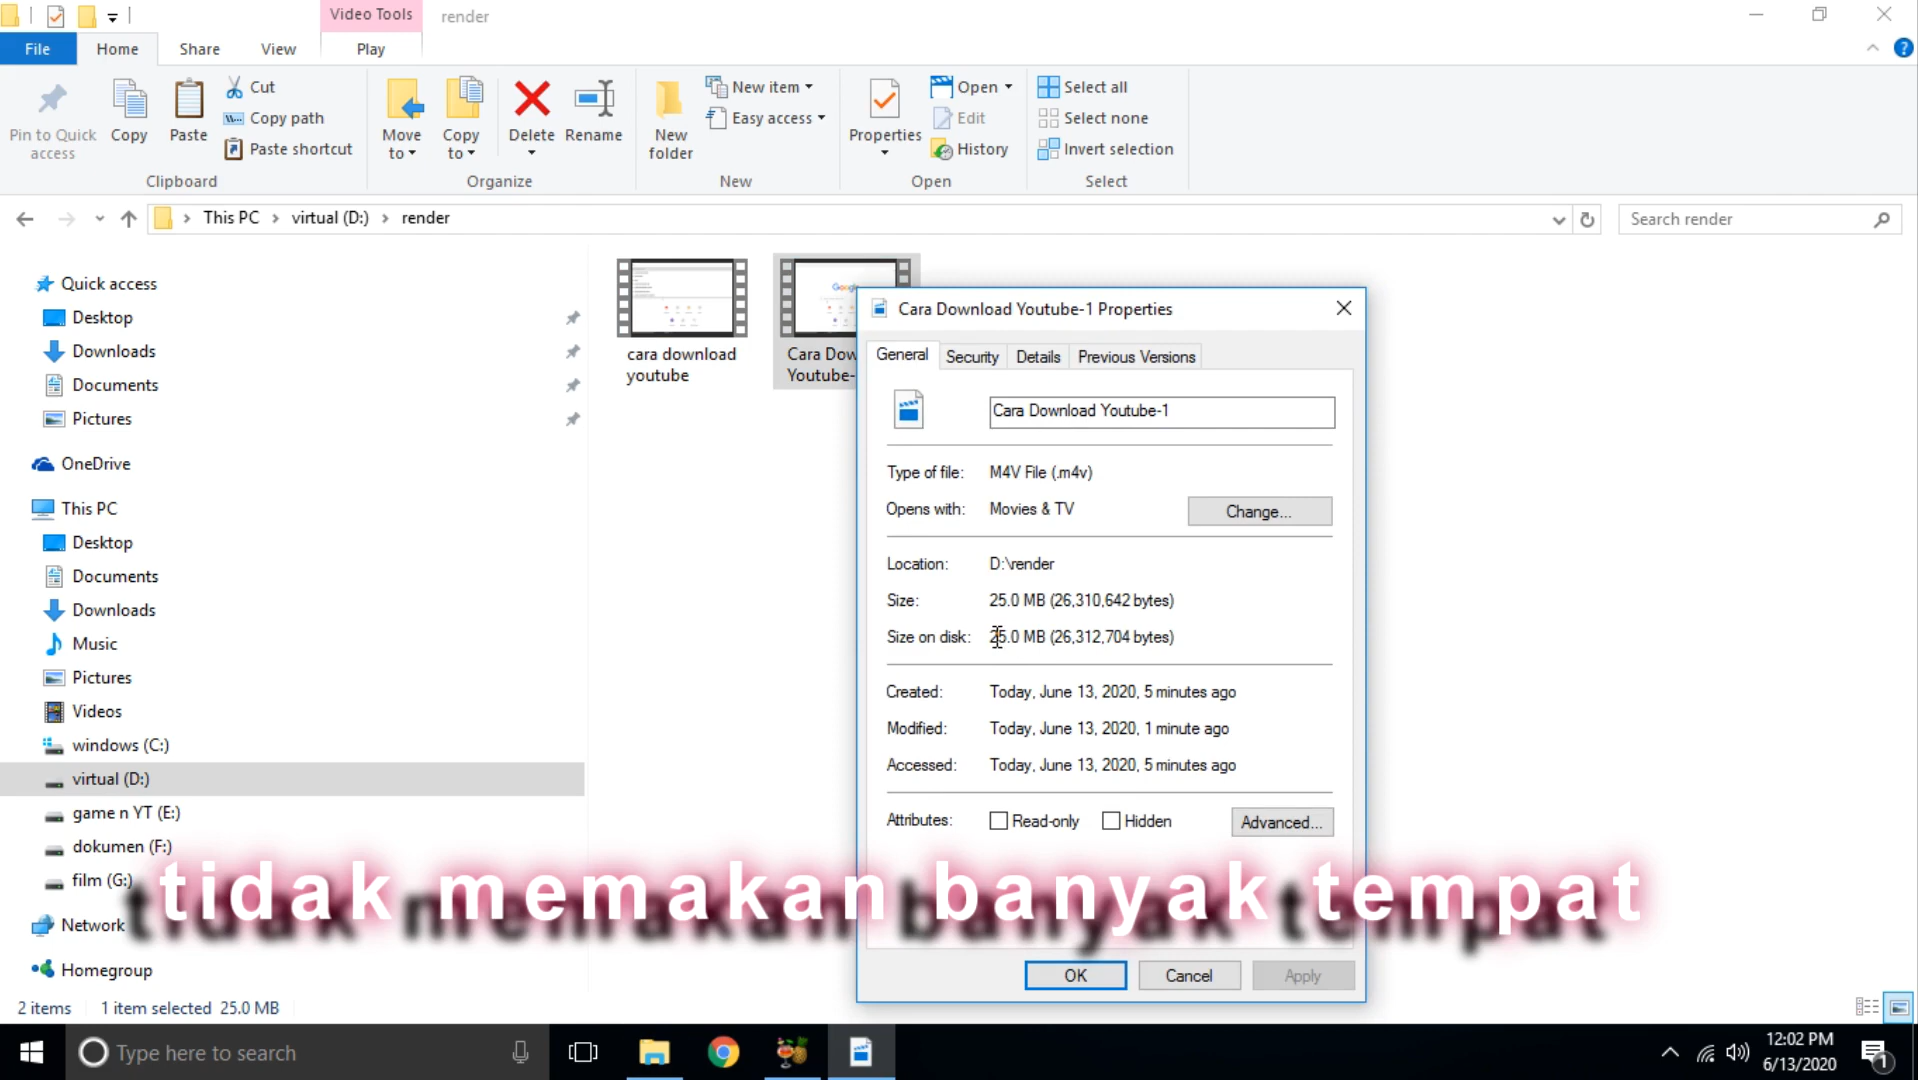 Video Tools
render
File
Home
Share
View
Play
Pin to Quick
access
Copy
Paste
Cut
Copy path
Paste shortcut
Clipboard
Move
to
Copy
to
Delete
Rename
Organize
New
folder
New item
Easy access
New
Properties
Open
Edit
History
Open
Select all
Select none
Invert selection
Select
This PC
virtual (D:)
render
Search render
Quick access
Desktop
Downloads
Documents
Pictures
OneDrive
This PC
Desktop
Documents
Downloads
Music
Pictures
Videos
windows (C:)
virtual (D:)
game n YT (E:)
dokumen (F:)
film (G:)
Network
Homegroup
cara download
youtube
Google
Cara Dow
Youtube-
Cara Download Youtube-1 Properties
General
Security
Details
Previous Versions
Cara Download Youtube-1
Type of file: M4V File (.m4v)
Opens with: Movies & TV
Change...
Location: D:\render
Size: 25.0 MB (26,310,642 bytes)
Size on disk: 25.0 MB (26,312,704 bytes)
Created: Today, June 13, 2020, 5 minutes ago
Modified: Today, June 13, 2020, 1 minute ago
Accessed: Today, June 13, 2020, 5 minutes ago
Attributes: Read-only Hidden
Advanced...
tidak memakan banyak tempat
OK
Cancel
Apply
2 items
1 item selected 25.0 MB
Type here to search
12:02 PM
6/13/2020
1